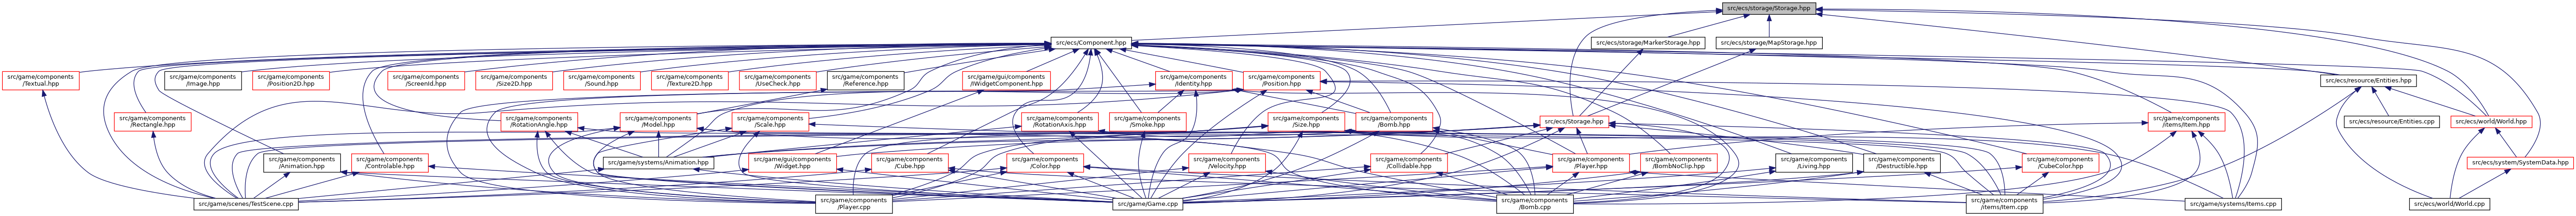 src/ecs/storage/Storage.hpp
src/ecs/Component.hpp
src/ecs/storage/MarkerStorage.hpp
src/ecs/storage/MapStorage.hpp
src/game/components
/Textual.hpp
src/game/components
/Image.hpp
src/game/components
/Position2D.hpp
src/game/components
/ScreenId.hpp
src/game/components
/Size2D.hpp
src/game/components
/Sound.hpp
src/game/components
/Texture2D.hpp
src/game/components
/UseCheck.hpp
src/game/components
/Reference.hpp
src/game/gui/components
/IWidgetComponent.hpp
src/game/components
/Identity.hpp
src/game/components
/Position.hpp
src/ecs/resource/Entities.hpp
src/game/components
/Rectangle.hpp
src/game/components
/RotationAngle.hpp
src/game/components
/Model.hpp
src/game/components
/Scale.hpp
src/game/components
/RotationAxis.hpp
src/game/components
/Smoke.hpp
src/game/components
/Size.hpp
src/game/components
/Bomb.hpp
src/ecs/Storage.hpp
src/game/components
/items/Item.hpp
src/ecs/resource/Entities.cpp
src/ecs/world/World.hpp
src/game/components
/Animation.hpp
src/game/components
/Controlable.hpp
src/game/systems/Animation.hpp
src/game/gui/components
/Widget.hpp
src/game/components
/Cube.hpp
src/game/components
/Color.hpp
src/game/components
/Velocity.hpp
src/game/components
/Collidable.hpp
src/game/components
/Player.hpp
src/game/components
/BombNoClip.hpp
src/game/components
/Living.hpp
src/game/components
/Destructible.hpp
src/game/components
/CubeColor.hpp
src/ecs/system/SystemData.hpp
src/game/scenes/TestScene.cpp
src/game/components
/Player.cpp
src/game/Game.cpp
src/game/components
/Bomb.cpp
src/game/components
/items/Item.cpp
src/game/systems/Items.cpp
src/ecs/world/World.cpp